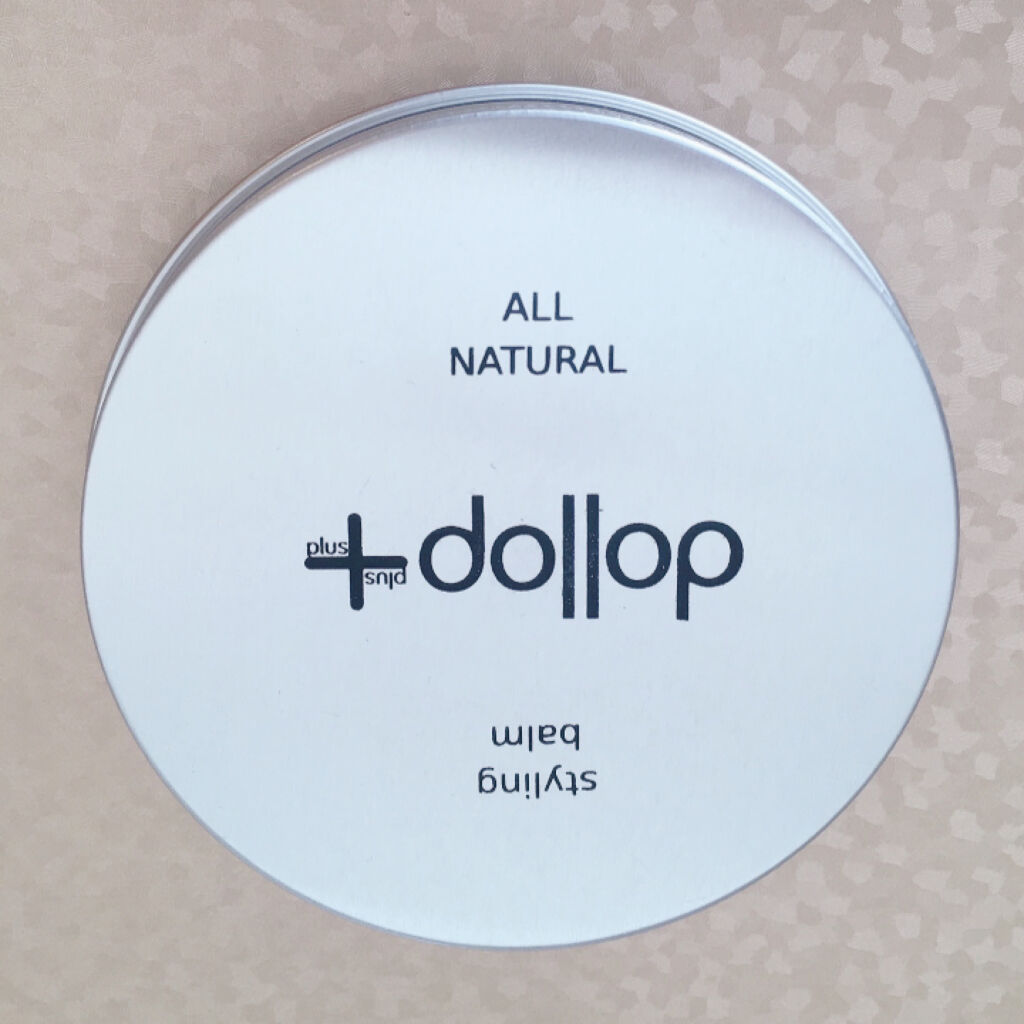 ALL
NATURAL
plus
plus
+dollop
styling
balm